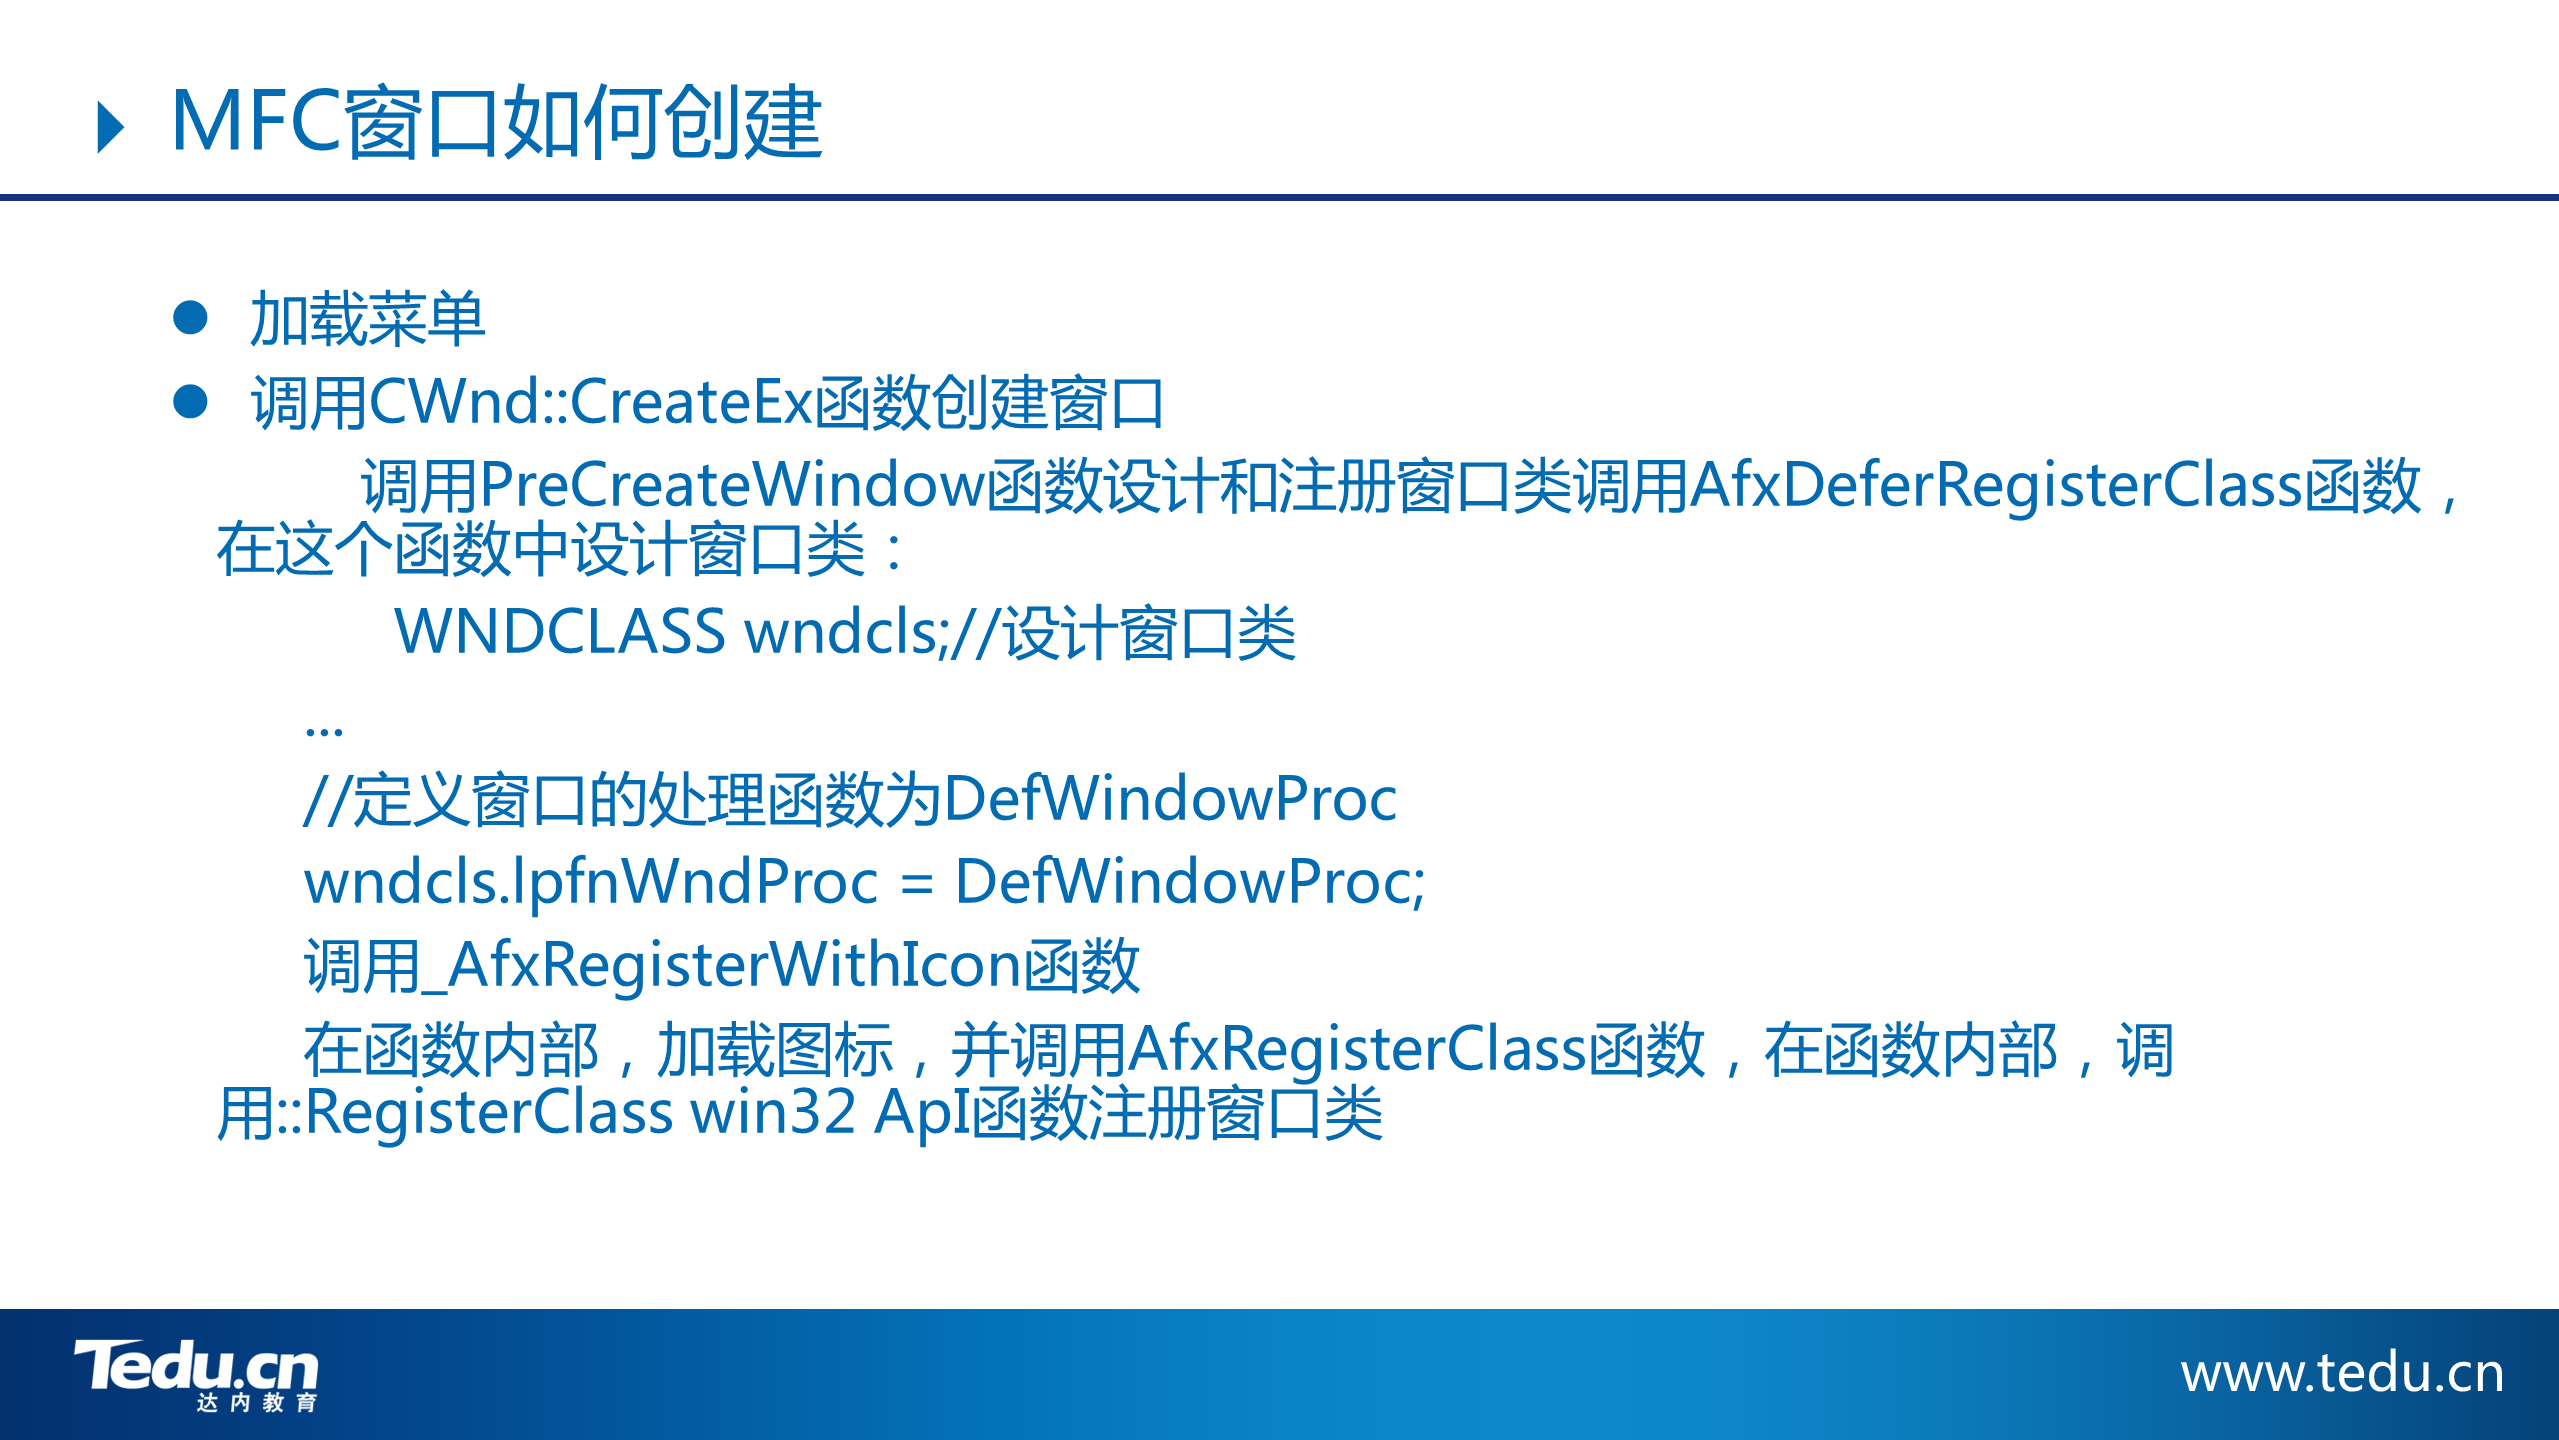 MFC窗口如何创建
加载菜单
调用CWnd::CreateEx函数创建窗口
调用PreCreateWindow函数设计和注册窗口类调用AfxDeferRegisterClass函数，
在这个函数中设计窗口类：
WNDCLASS wndcls;//设计窗口类
...
//定义窗口的处理函数为DefWindowProc
wndcls.lpfnWndProc = DefWindowProc;
调用_AfxRegisterWithIcon函数
在函数内部，加载图标，并调用AfxRegisterClass函数，在函数内部，调
用::RegisterClass win32 ApI函数注册窗口类
Tedu.cn
达内教育
www.tedu.cn